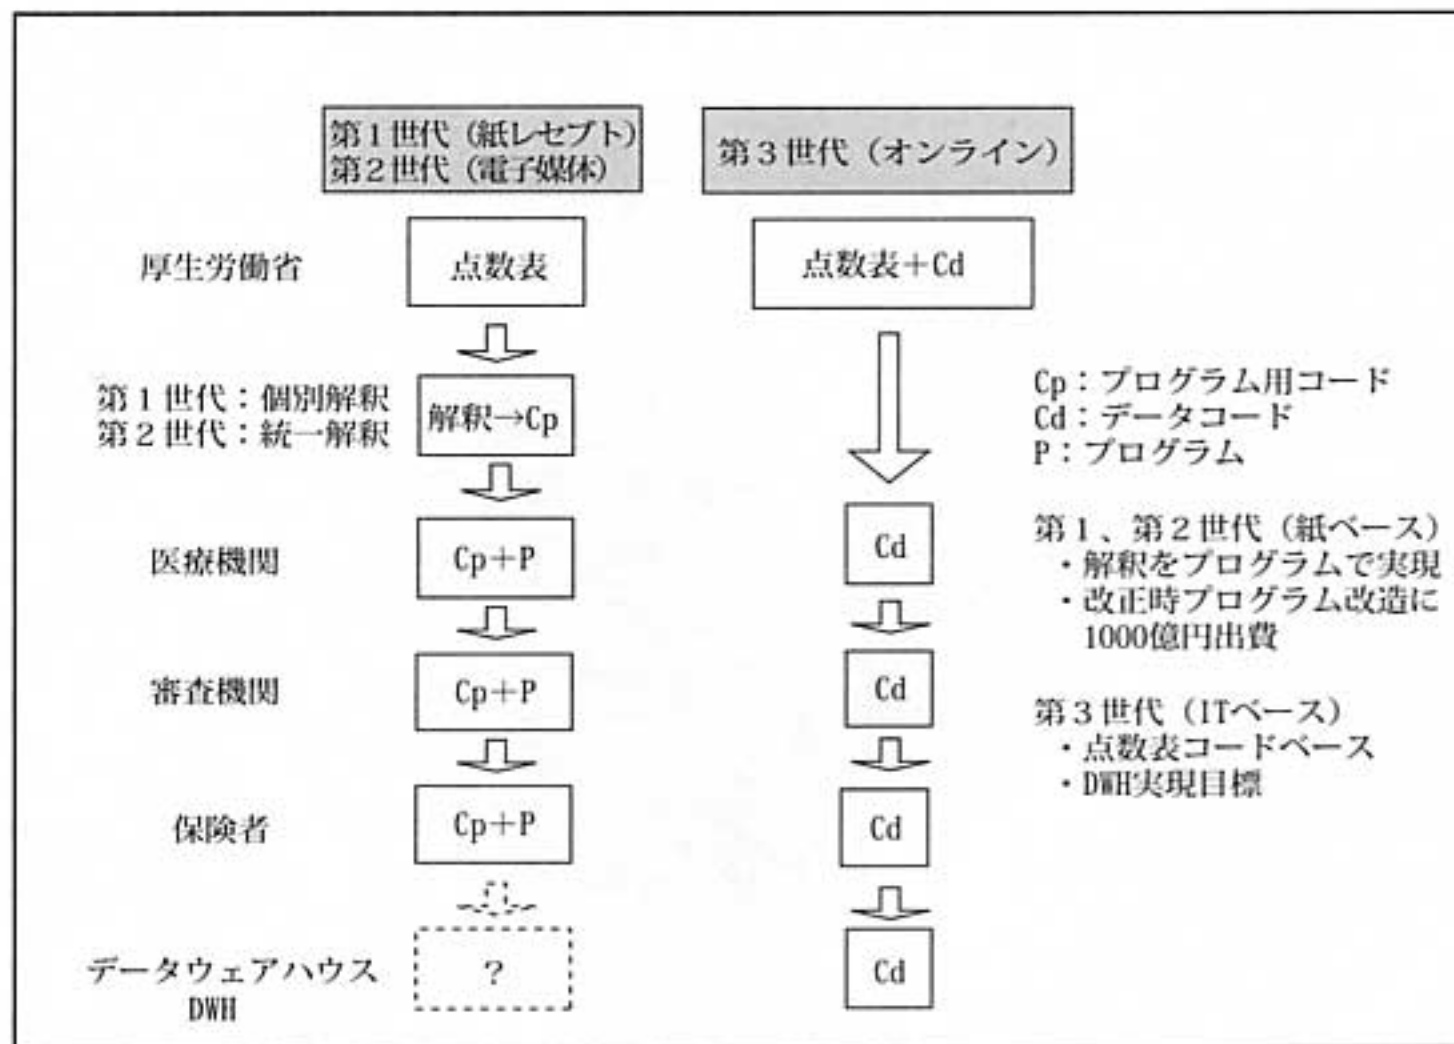 第１世代（紙レセプト）
第２世代（電子媒体）
第３世代（オンライン）
厚生労働省
点数表
点数表＋Cd
第１世代：個別解釈
第２世代：統一解釈
解釈→Cp
医療機関
Cp＋P
Cd
審査機関
Cp＋P
Cd
保険者
Cp＋P
Cd
データウェアハウス
DWH
？
Cd
Cp：プログラム用コード
Cd：データコード
P：プログラム
第１、第２世代（紙ベース）
・解釈をプログラムで実現
・改正時プログラム改造に
1000億円出費
第３世代（ITベース）
・点数表コードベース
・DWH実現目標